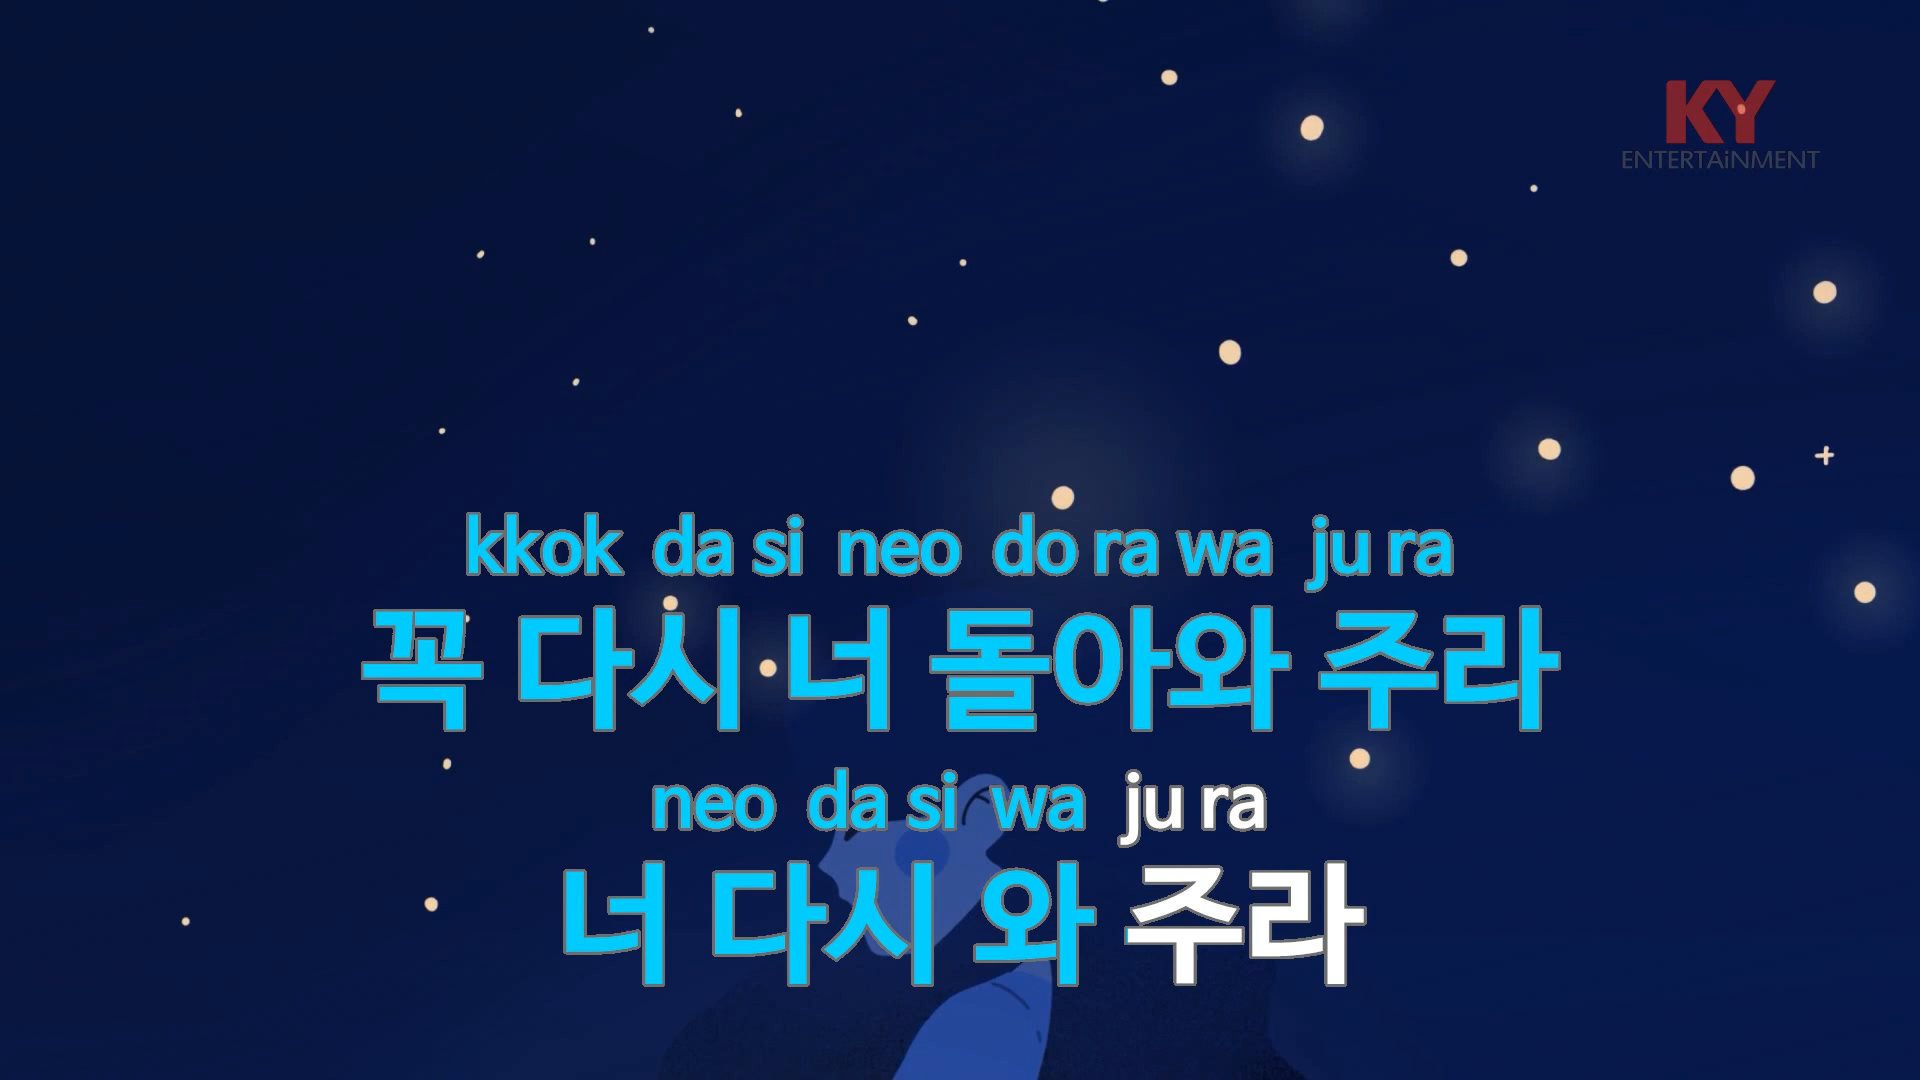 KY
ENTERTAiNMENT
kkok da si neo do ra wa ju ra
꼭 다시 너 돌아와 주라
neo da si wa ju ra
너 다시 와 주라